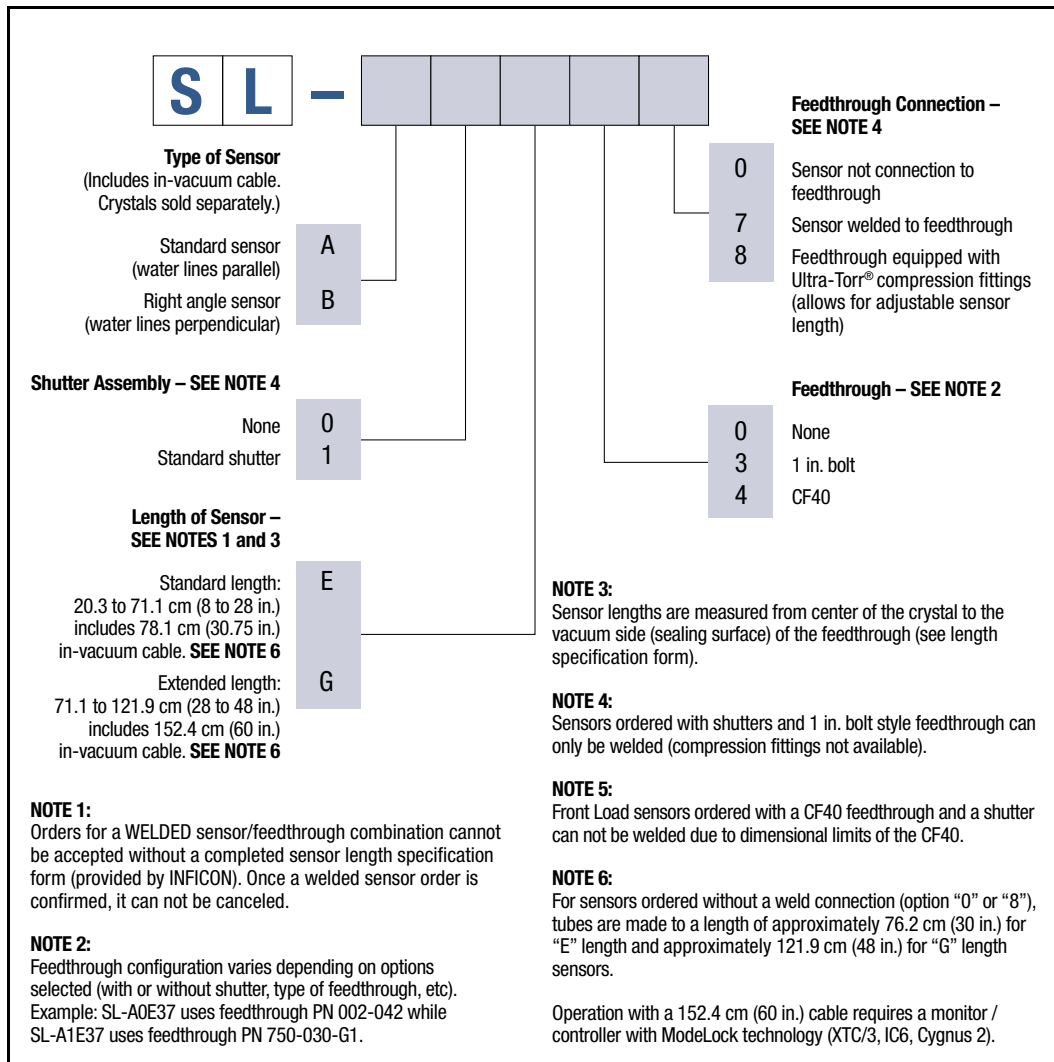 S L –
Type of Sensor
(Includes in-vacuum cable.
Crystals sold separately.)
Standard sensor
(water lines parallel)
A
Right angle sensor
(water lines perpendicular)
B
Shutter Assembly – SEE NOTE 4
None
0
Standard shutter
1
Length of Sensor –
SEE NOTES 1 and 3
Standard length:
20.3 to 71.1 cm (8 to 28 in.)
includes 78.1 cm (30.75 in.)
in-vacuum cable. SEE NOTE 6
E
Extended length:
71.1 to 121.9 cm (28 to 48 in.)
includes 152.4 cm (60 in.)
in-vacuum cable. SEE NOTE 6
G
Feedthrough Connection –
SEE NOTE 4
0
Sensor not connection to
feedthrough
7
Sensor welded to feedthrough
8
Feedthrough equipped with
Ultra-Torr® compression fittings
(allows for adjustable sensor
length)
Feedthrough – SEE NOTE 2
0
None
3
1 in. bolt
4
CF40
NOTE 1:
Orders for a WELDED sensor/feedthrough combination cannot
be accepted without a completed sensor length specification
form (provided by INFICON). Once a welded sensor order is
confirmed, it can not be canceled.
NOTE 2:
Feedthrough configuration varies depending on options
selected (with or without shutter, type of feedthrough, etc).
Example: SL-A0E37 uses feedthrough PN 002-042 while
SL-A1E37 uses feedthrough PN 750-030-G1.
NOTE 3:
Sensor lengths are measured from center of the crystal to the
vacuum side (sealing surface) of the feedthrough (see length
specification form).
NOTE 4:
Sensors ordered with shutters and 1 in. bolt style feedthrough can
only be welded (compression fittings not available).
NOTE 5:
Front Load sensors ordered with a CF40 feedthrough and a shutter
can not be welded due to dimensional limits of the CF40.
NOTE 6:
For sensors ordered without a weld connection (option “0” or “8”),
tubes are made to a length of approximately 76.2 cm (30 in.) for
“E” length and approximately 121.9 cm (48 in.) for “G” length
sensors.
Operation with a 152.4 cm (60 in.) cable requires a monitor /
controller with ModeLock technology (XTC/3, IC6, Cygnus 2).